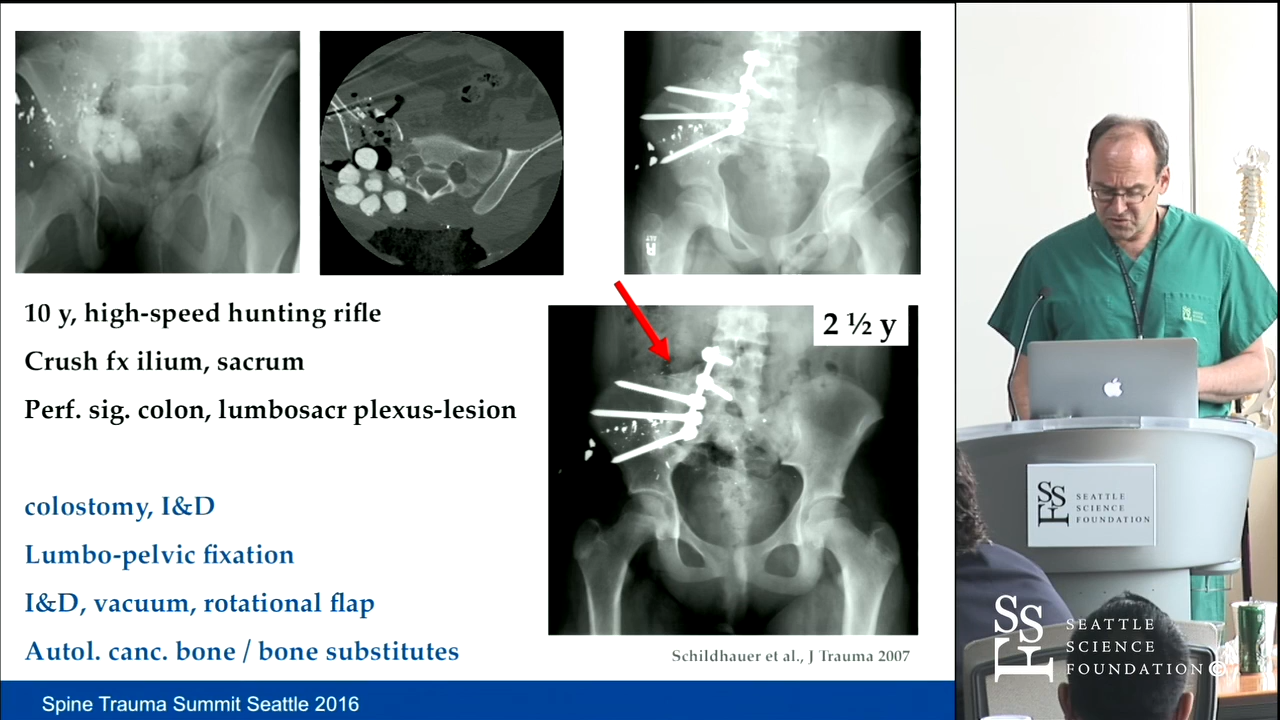 2 ½ y
10 y, high-speed hunting rifle
Crush fx ilium, sacrum
Perf. sig. colon, lumbosacr plexus-lesion
colostomy, I&D
Lumbo-pelvic fixation
I&D, vacuum, rotational flap
Autol. canc. bone / bone substitutes
Schildhauer et al., J Trauma 2007
Spine Trauma Summit Seattle 2016
SSF
SEATTLE
SCIENCE
FOUNDATION
SSF
SEATTLE
SCIENCE
FOUNDATION©
R